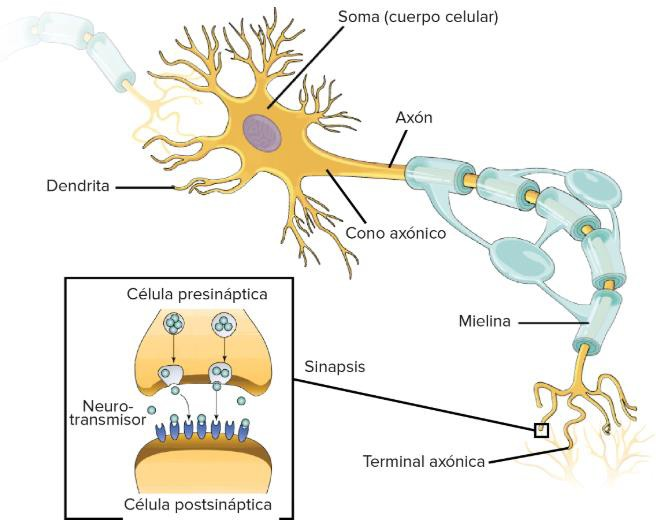 Soma (cuerpo celular)
Axón
Dendrita
Cono axónico
Célula presináptica
Mielina
Sinapsis
Neuro-
transmisor
Terminal axónica
Célula postsináptica